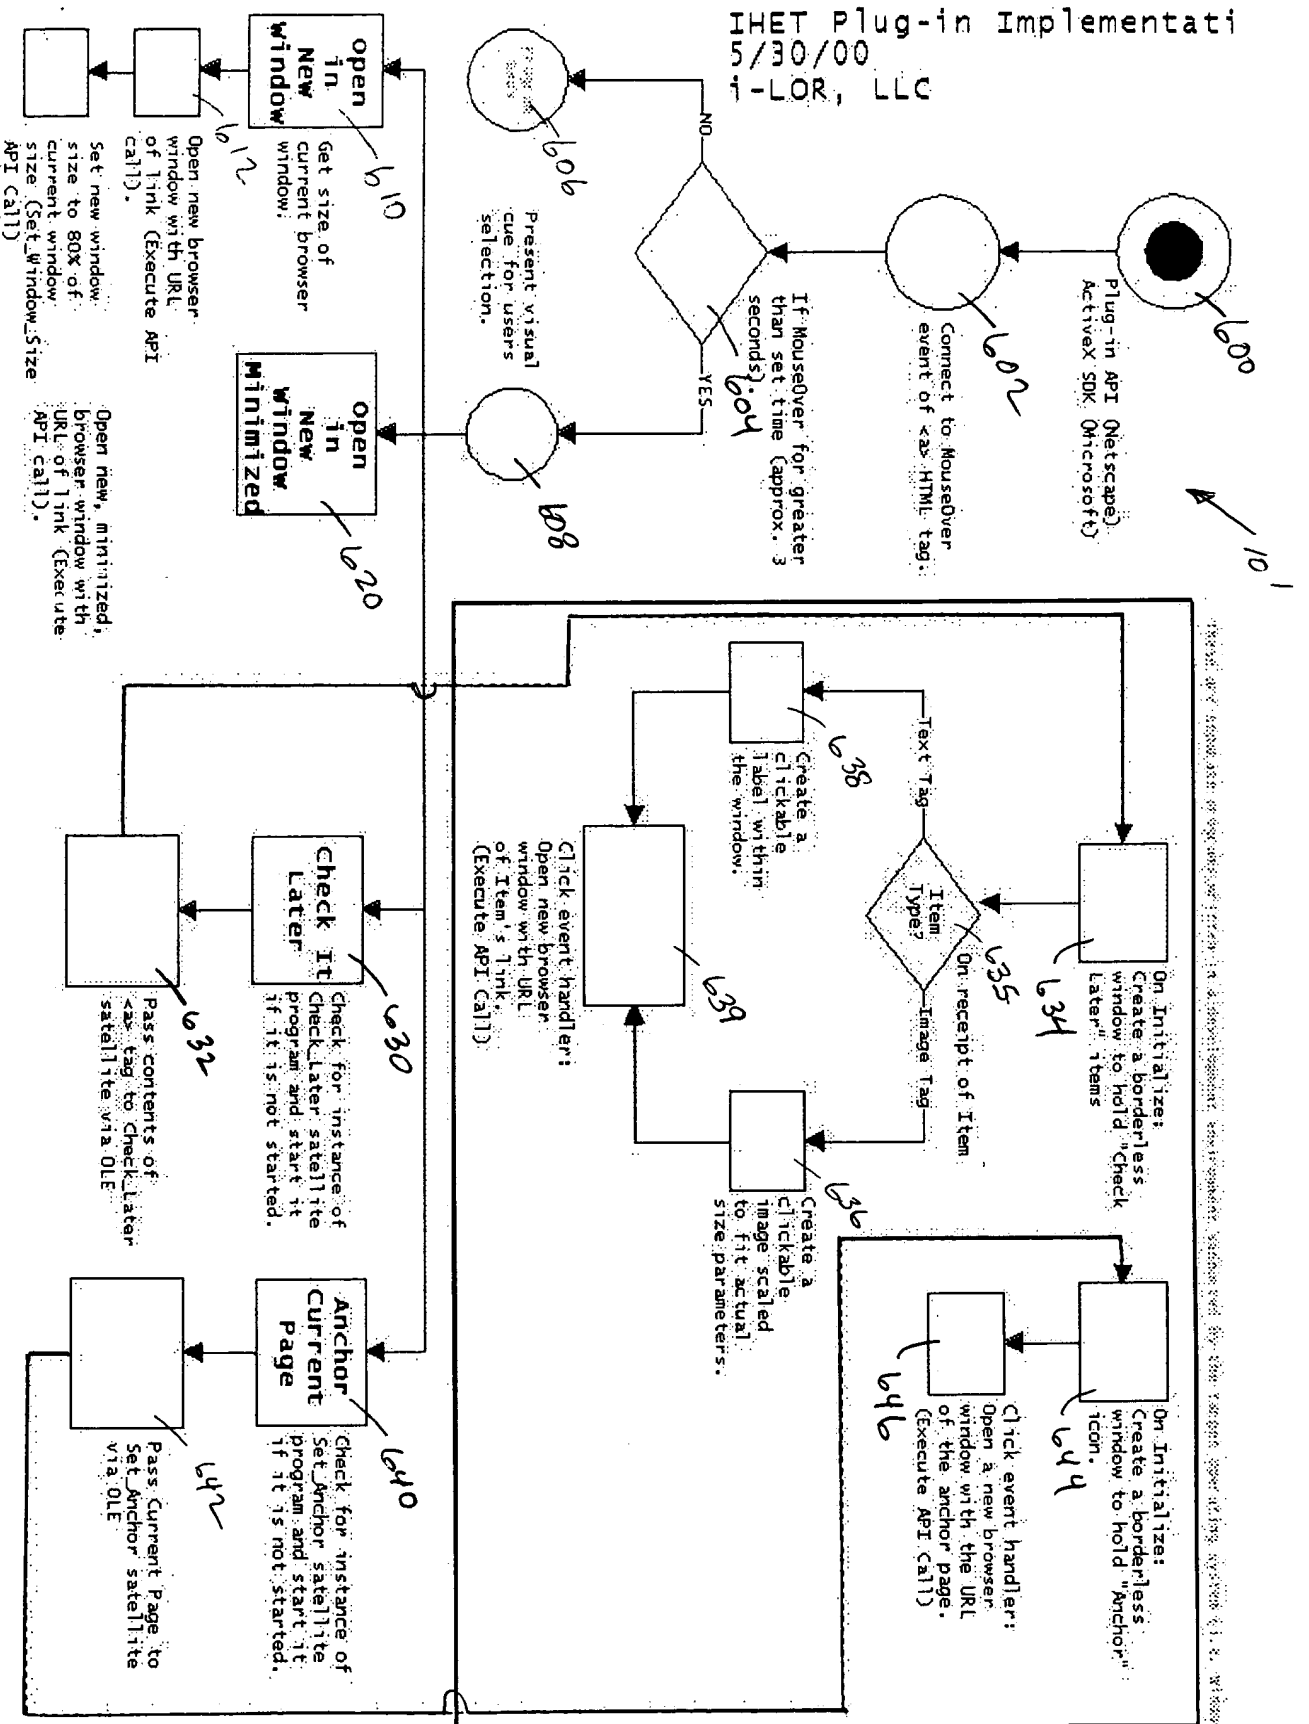 IHET Plug-in Implementati
5/30/00
i-LOR, LLC
101
600
Plug-in API (Netscape)
ActiveX SDK (Microsoft)
602
Connect to MouseOver
event of <a> HTML tag.
604
If MouseOver for greater
than set time (approx. 3
seconds).
NO
YES
606
608
Present visual
cue for users
selection.
Open
in
New
Window
610
Get size of
current browser
window.
612
Open new browser
window with URL
of link (Execute API
call).
Set new window
size to 80% of
current window
size (Set_Window_Size
API Call)
Open
in
New
Window
Minimized
620
Open new, minimized,
browser window with
URL of link (Execute
API call).
Check It
Later
630
Check for instance of
Check_Later satellite
program and start it
if it is not started.
632
Pass contents of
<a> tag to Check_Later
satellite via OLE
Anchor
Current
Page
640
Check for instance of
Set_Anchor satellite
program and start it
if it is not started.
642
Pass Current Page to
Set_Anchor satellite
via OLE
On Initialize:
Create a borderless
window to hold "Check
Later" items
634
Item
Type?
635
On receipt of Item
Text Tag
Image Tag
638
Create a
clickable
label within
the window.
636
Create a
clickable
image scaled
to fit actual
size parameters.
639
Click event handler:
Open new browser
window with URL
of Item's link.
(Execute API Call)
On Initialize:
Create a borderless
window to hold "Anchor"
icon.
644
646
Click event handler:
Open a new browser
window with the URL
of the anchor page.
(Execute API Call)